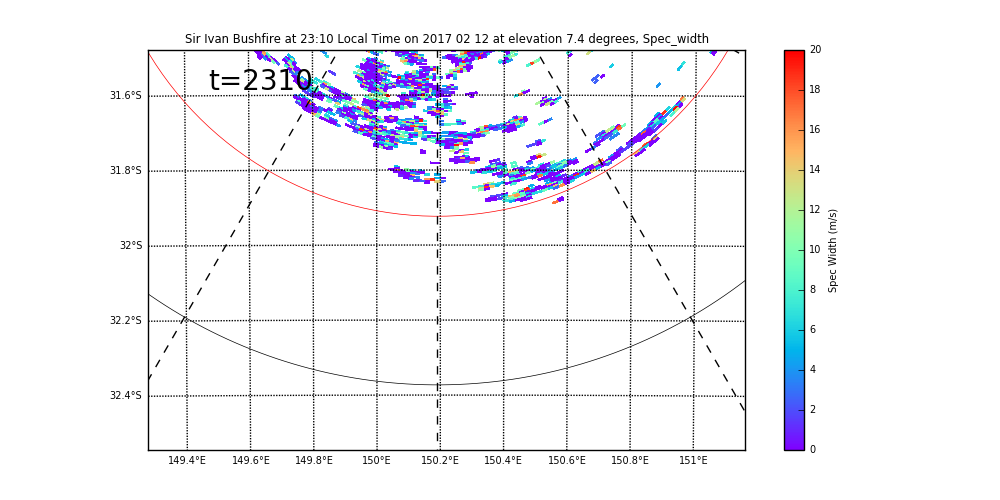 Sir Ivan Bushfire at 23:10 Local Time on 2017 02 12 at elevation 7.4 degrees, Spec_width
t=2310
31.6°S
31.8°S
32°S
32.2°S
32.4°S
149.4°E 149.6°E 149.8°E 150°E 150.2°E 150.4°E 150.6°E 150.8°E 151°E
20
18
16
14
12
10
8
6
4
2
0
Spec Width (m/s)